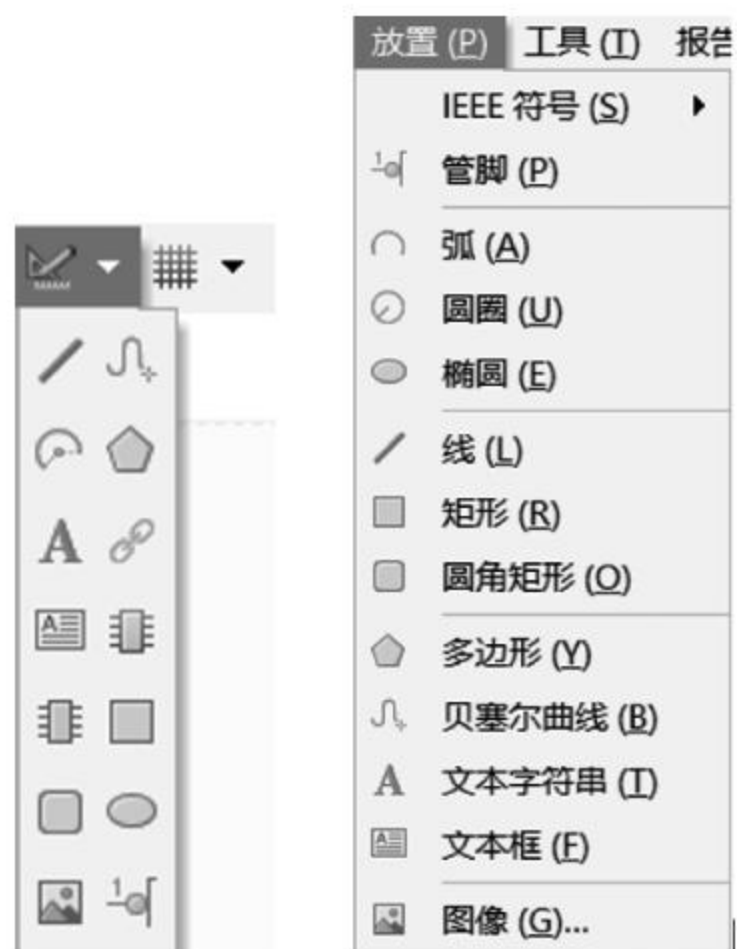 放置 (P) 工具 (T) 报告
IEEE 符号 (S)
管脚 (P)
弧 (A)
圆圈 (U)
椭圆 (E)
线 (L)
矩形 (R)
圆角矩形 (O)
多边形 (Y)
贝塞尔曲线 (B)
文本字符串 (T)
文本框 (F)
图像 (G)...